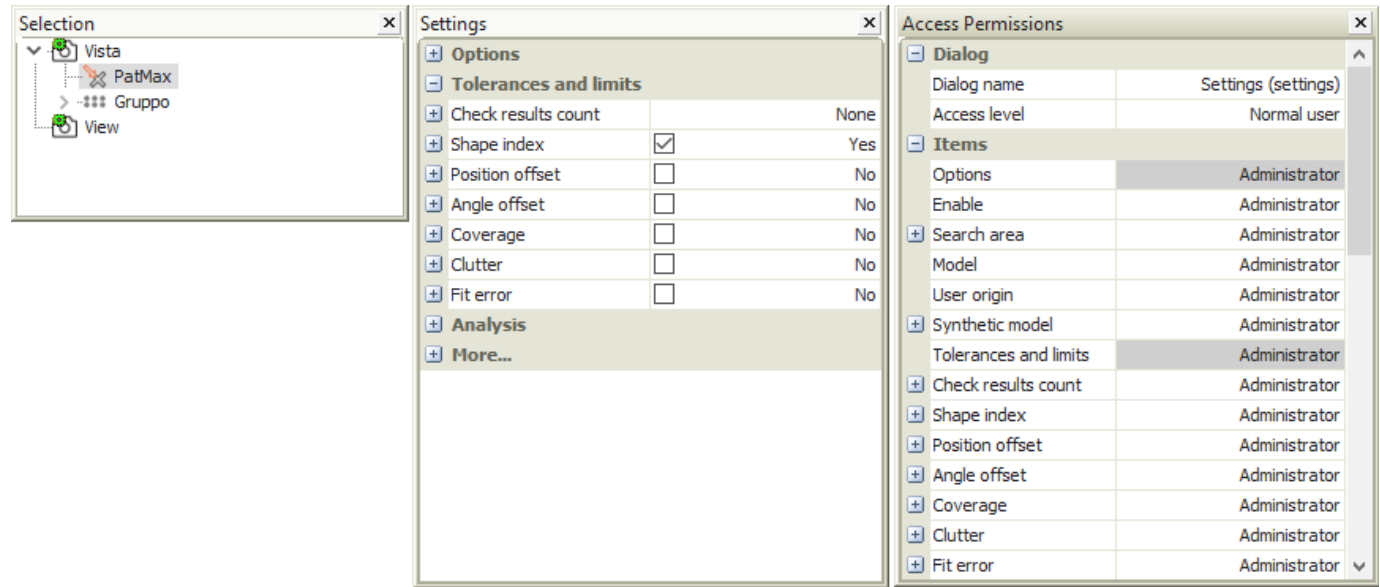 Selection
Vista
PatMax
Gruppo
View
Settings
Options
Tolerances and limits
Check results count None
Shape index Yes
Position offset No
Angle offset No
Coverage No
Clutter No
Fit error No
Analysis
More...
Access Permissions
Dialog
Dialog name Settings (settings)
Access level Normal user
Items
Options Administrator
Enable Administrator
Search area Administrator
Model Administrator
User origin Administrator
Synthetic model Administrator
Tolerances and limits Administrator
Check results count Administrator
Shape index Administrator
Position offset Administrator
Angle offset Administrator
Coverage Administrator
Clutter Administrator
Fit error Administrator